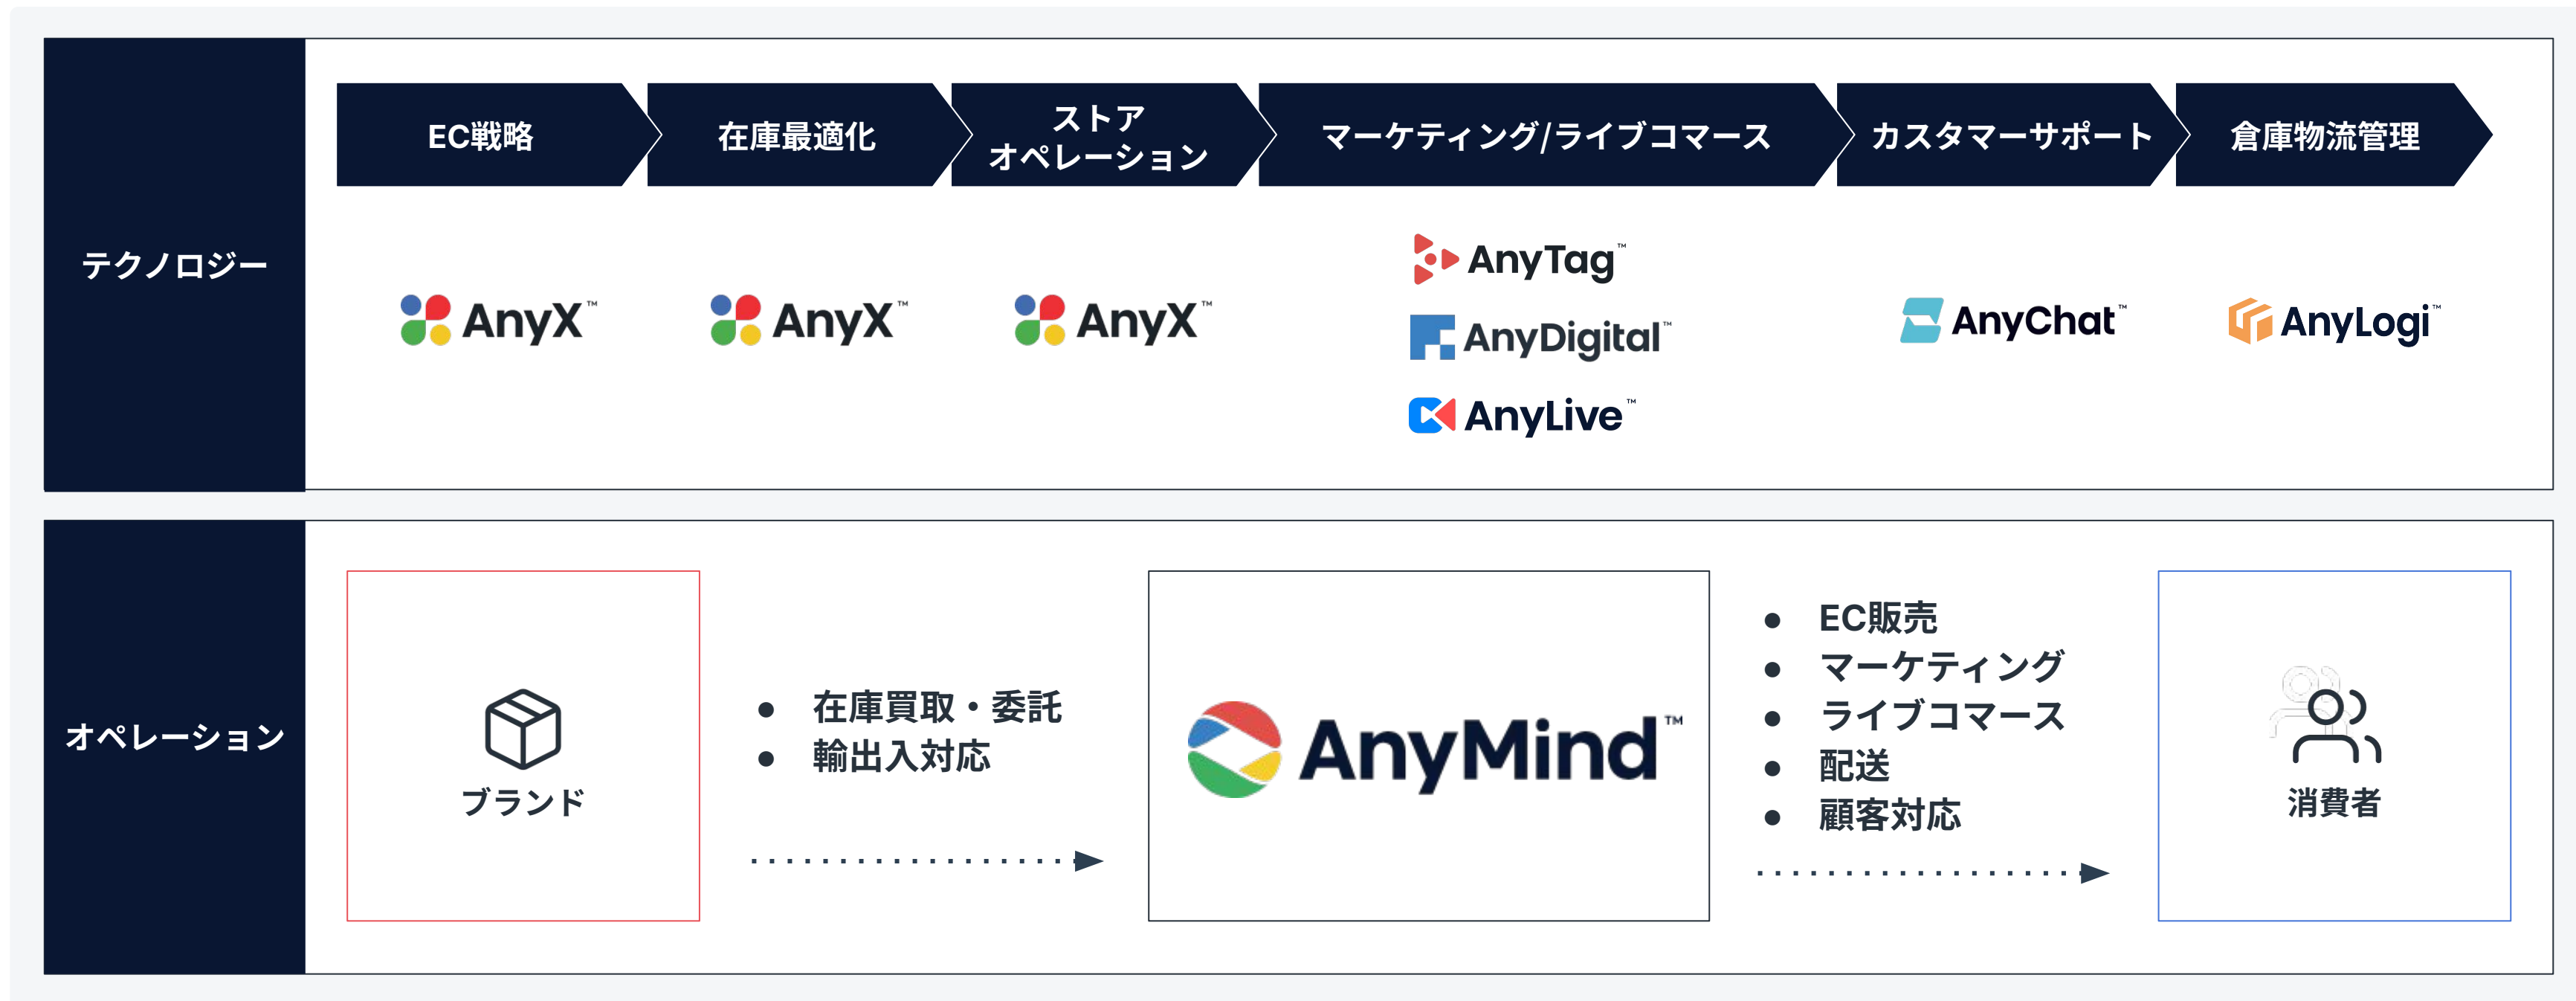 テクノロジー
EC戦略
在庫最適化
ストア
オペレーション
マーケティング/ライブコマース
カスタマーサポート
倉庫物流管理
AnyX™
AnyX™
AnyX™
AnyTag™
AnyDigital™
AnyLive™
AnyChat™
AnyLogi™
オペレーション
ブランド
● 在庫買取・委託
● 輸出入対応
AnyMind™
● EC販売
● マーケティング
● ライブコマース
● 配送
● 顧客対応
消費者